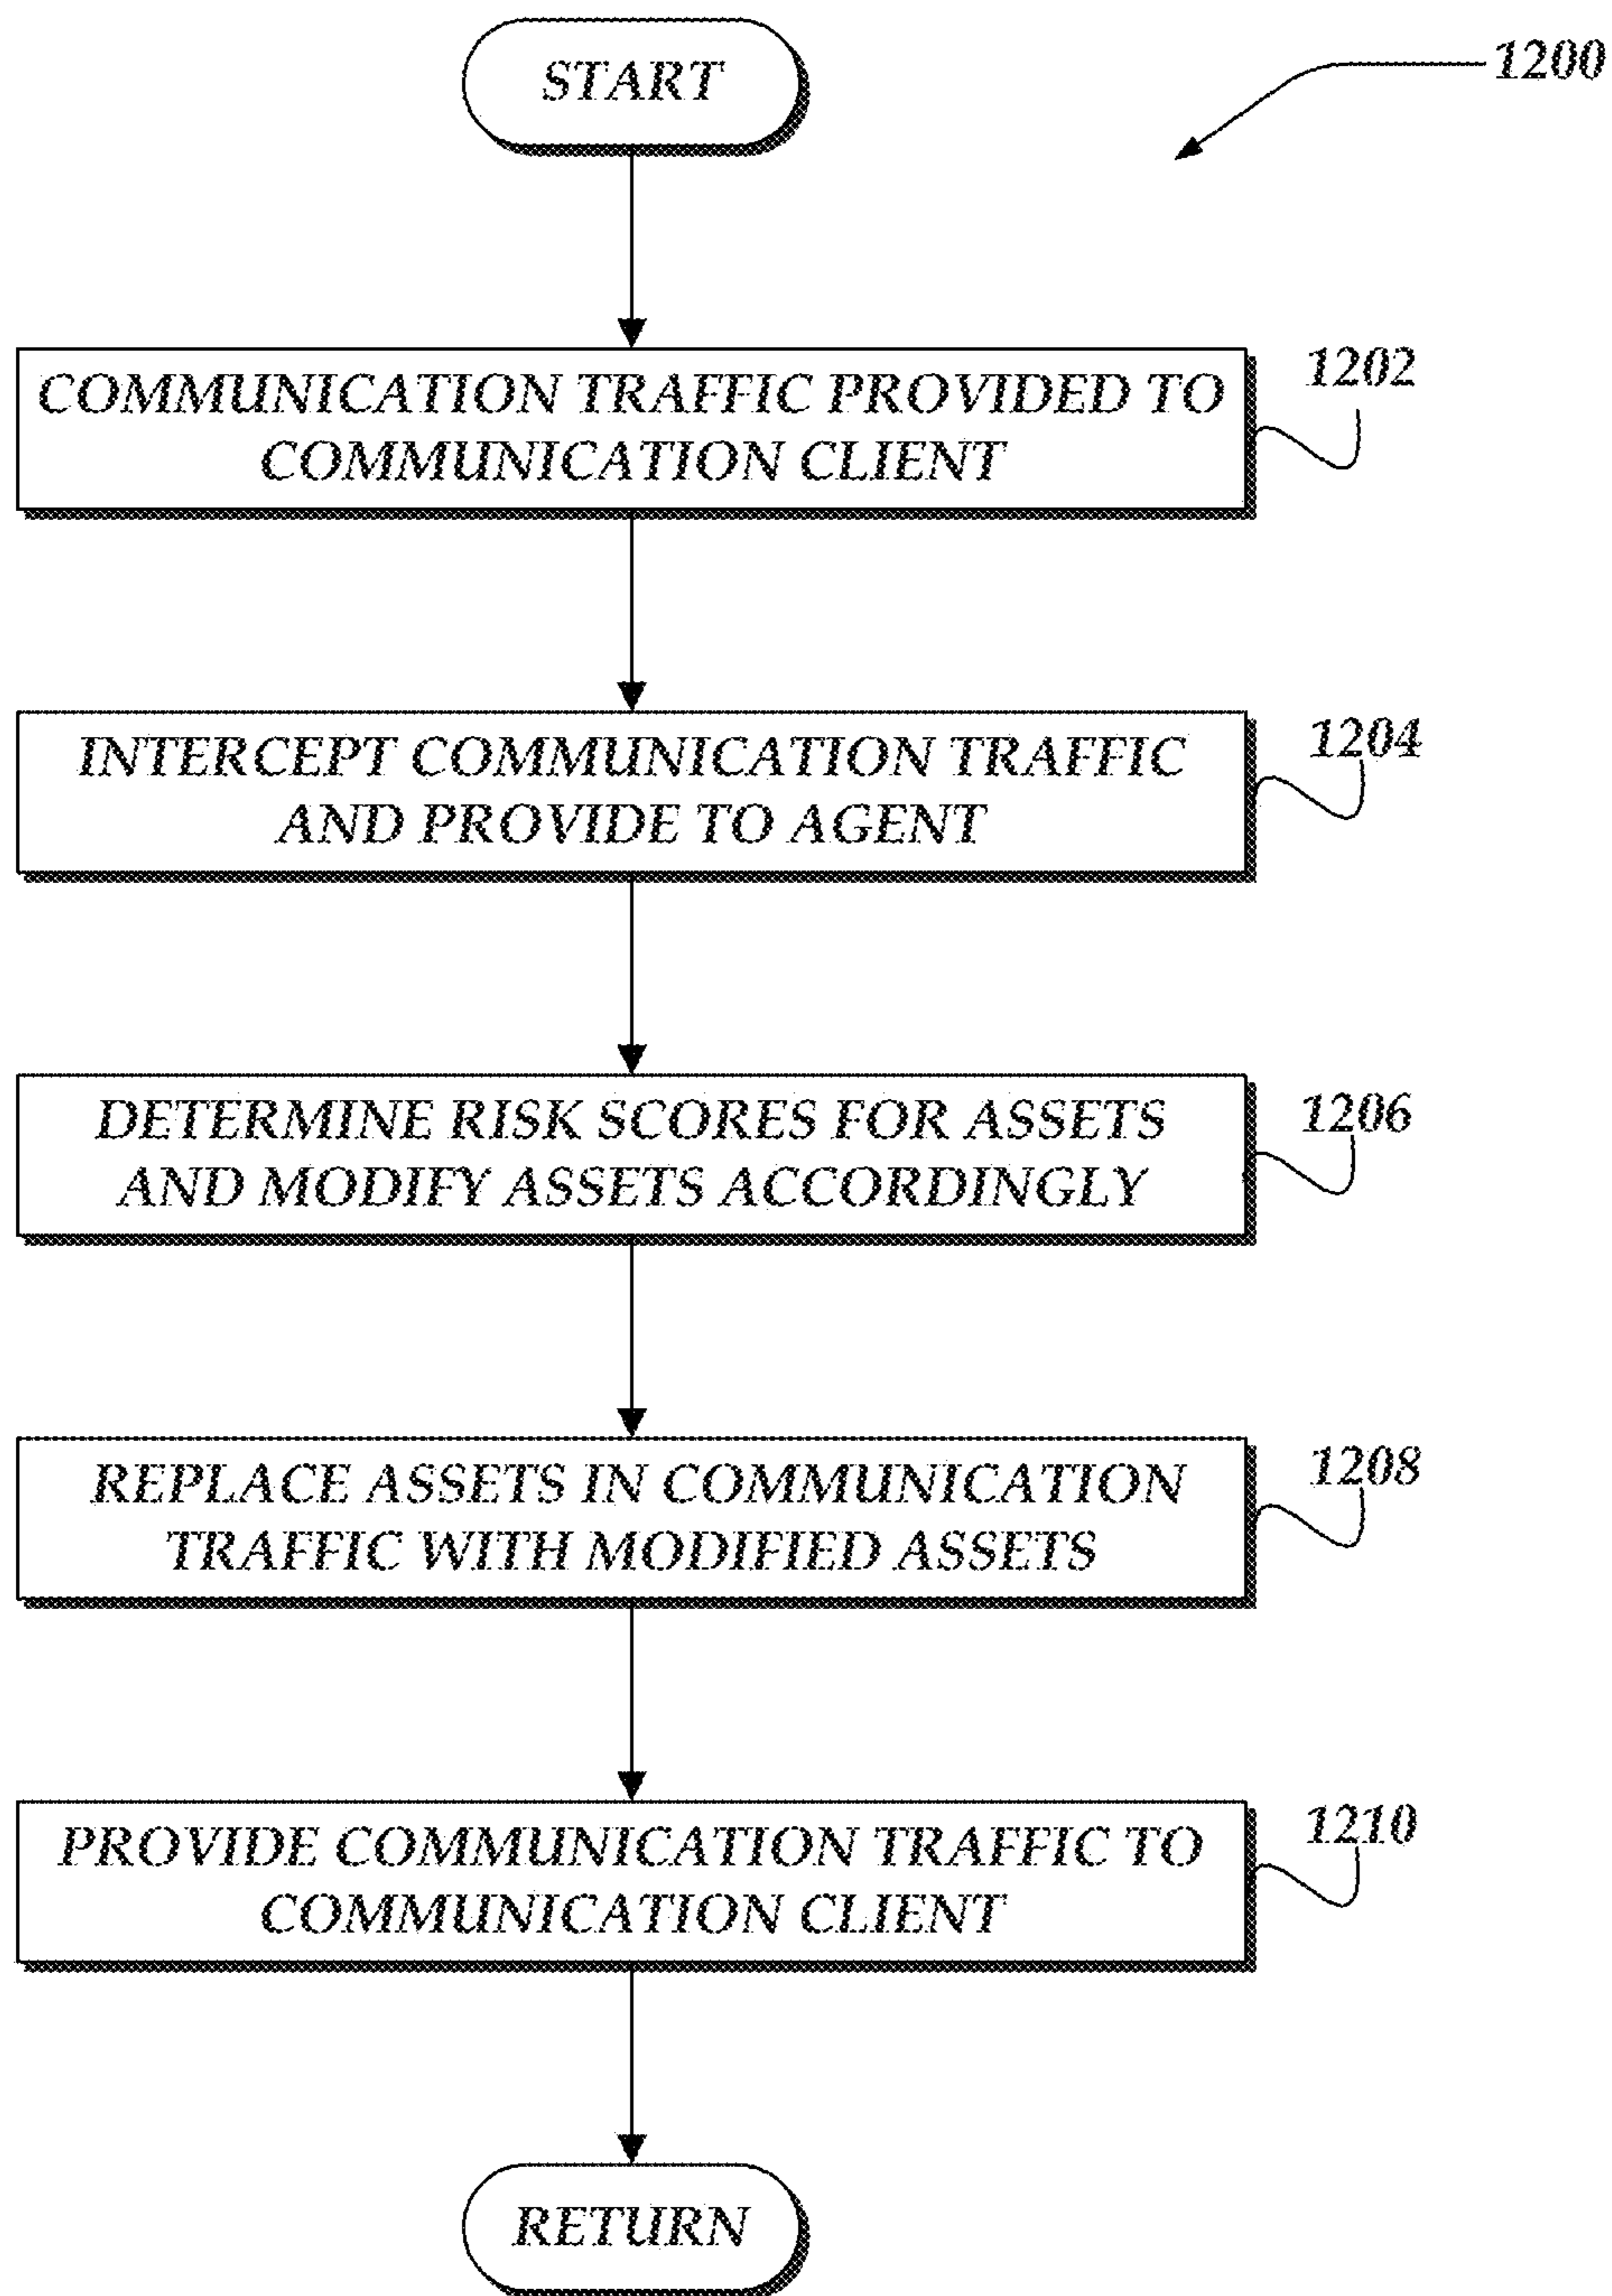 START
1200
COMMUNICATION TRAFFIC PROVIDED TO
COMMUNICATION CLIENT
1202
INTERCEPT COMMUNICATION TRAFFIC
AND PROVIDE TO AGENT
1204
DETERMINE RISK SCORES FOR ASSETS
AND MODIFY ASSETS ACCORDINGLY
1206
REPLACE ASSETS IN COMMUNICATION
TRAFFIC WITH MODIFIED ASSETS
1208
PROVIDE COMMUNICATION TRAFFIC TO
COMMUNICATION CLIENT
1210
RETURN